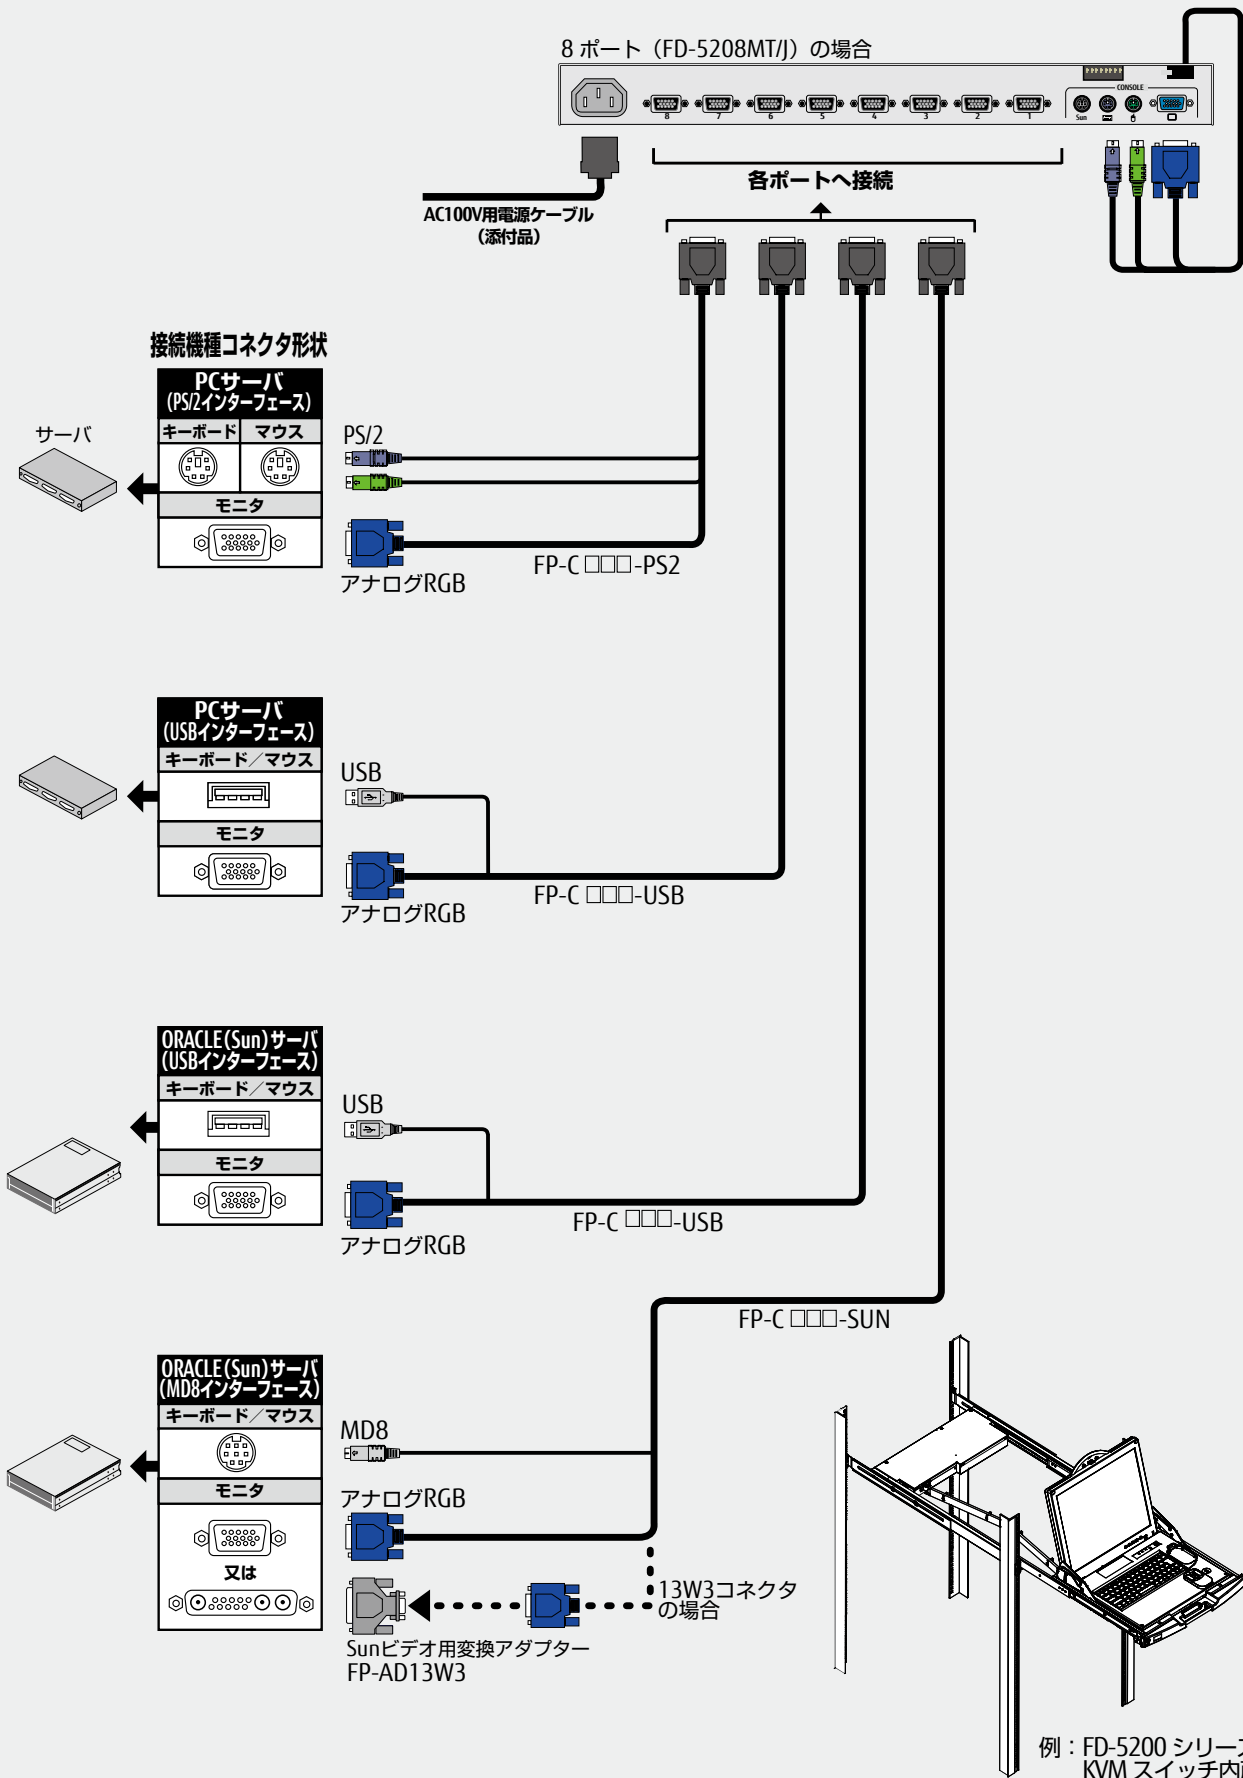 8 ポート（FD-5208MT/J）の場合
CONSOLE
8 7 6 5 4 3 2 1 Sun
各ポートへ接続
AC100V用電源ケーブル
（添付品）
接続機種コネクタ形状
PCサーバ
(PS/2インターフェース)
キーボード マウス
モニタ
サーバ
PS/2
アナログRGB
FP-C □□□-PS2
PCサーバ
(USBインターフェース)
キーボード／マウス
モニタ
USB
アナログRGB
FP-C □□□-USB
ORACLE(Sun)サーバ
(USBインターフェース)
キーボード／マウス
モニタ
USB
アナログRGB
FP-C □□□-USB
FP-C □□□-SUN
ORACLE(Sun)サーバ
(MD8インターフェース)
キーボード／マウス
モニタ
又は
MD8
アナログRGB
13W3コネクタ
の場合
Sunビデオ用変換アダプター
FP-AD13W3
例：FD-5200 シリーズ
KVM スイッチ内